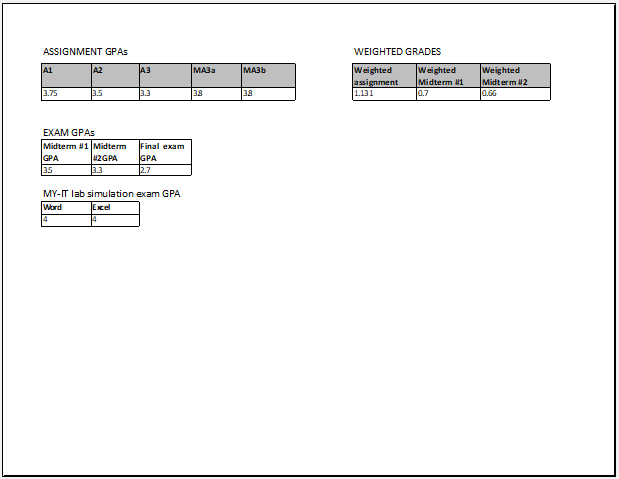 ASSIGNMENT GPAs
WEIGHTED GRADES
A1 A2 A3 MA3a MA3b
3.75 3.5 3.3 3.8 3.8
Weighted assignment Weighted Midterm #1 Weighted Midterm #2
1.131 0.7 0.66
EXAM GPAs
Midterm #1 GPA Midterm #2GPA Final exam GPA
3.5 3.3 2.7
MY-IT lab simulation exam GPA
Word Excel
4 4